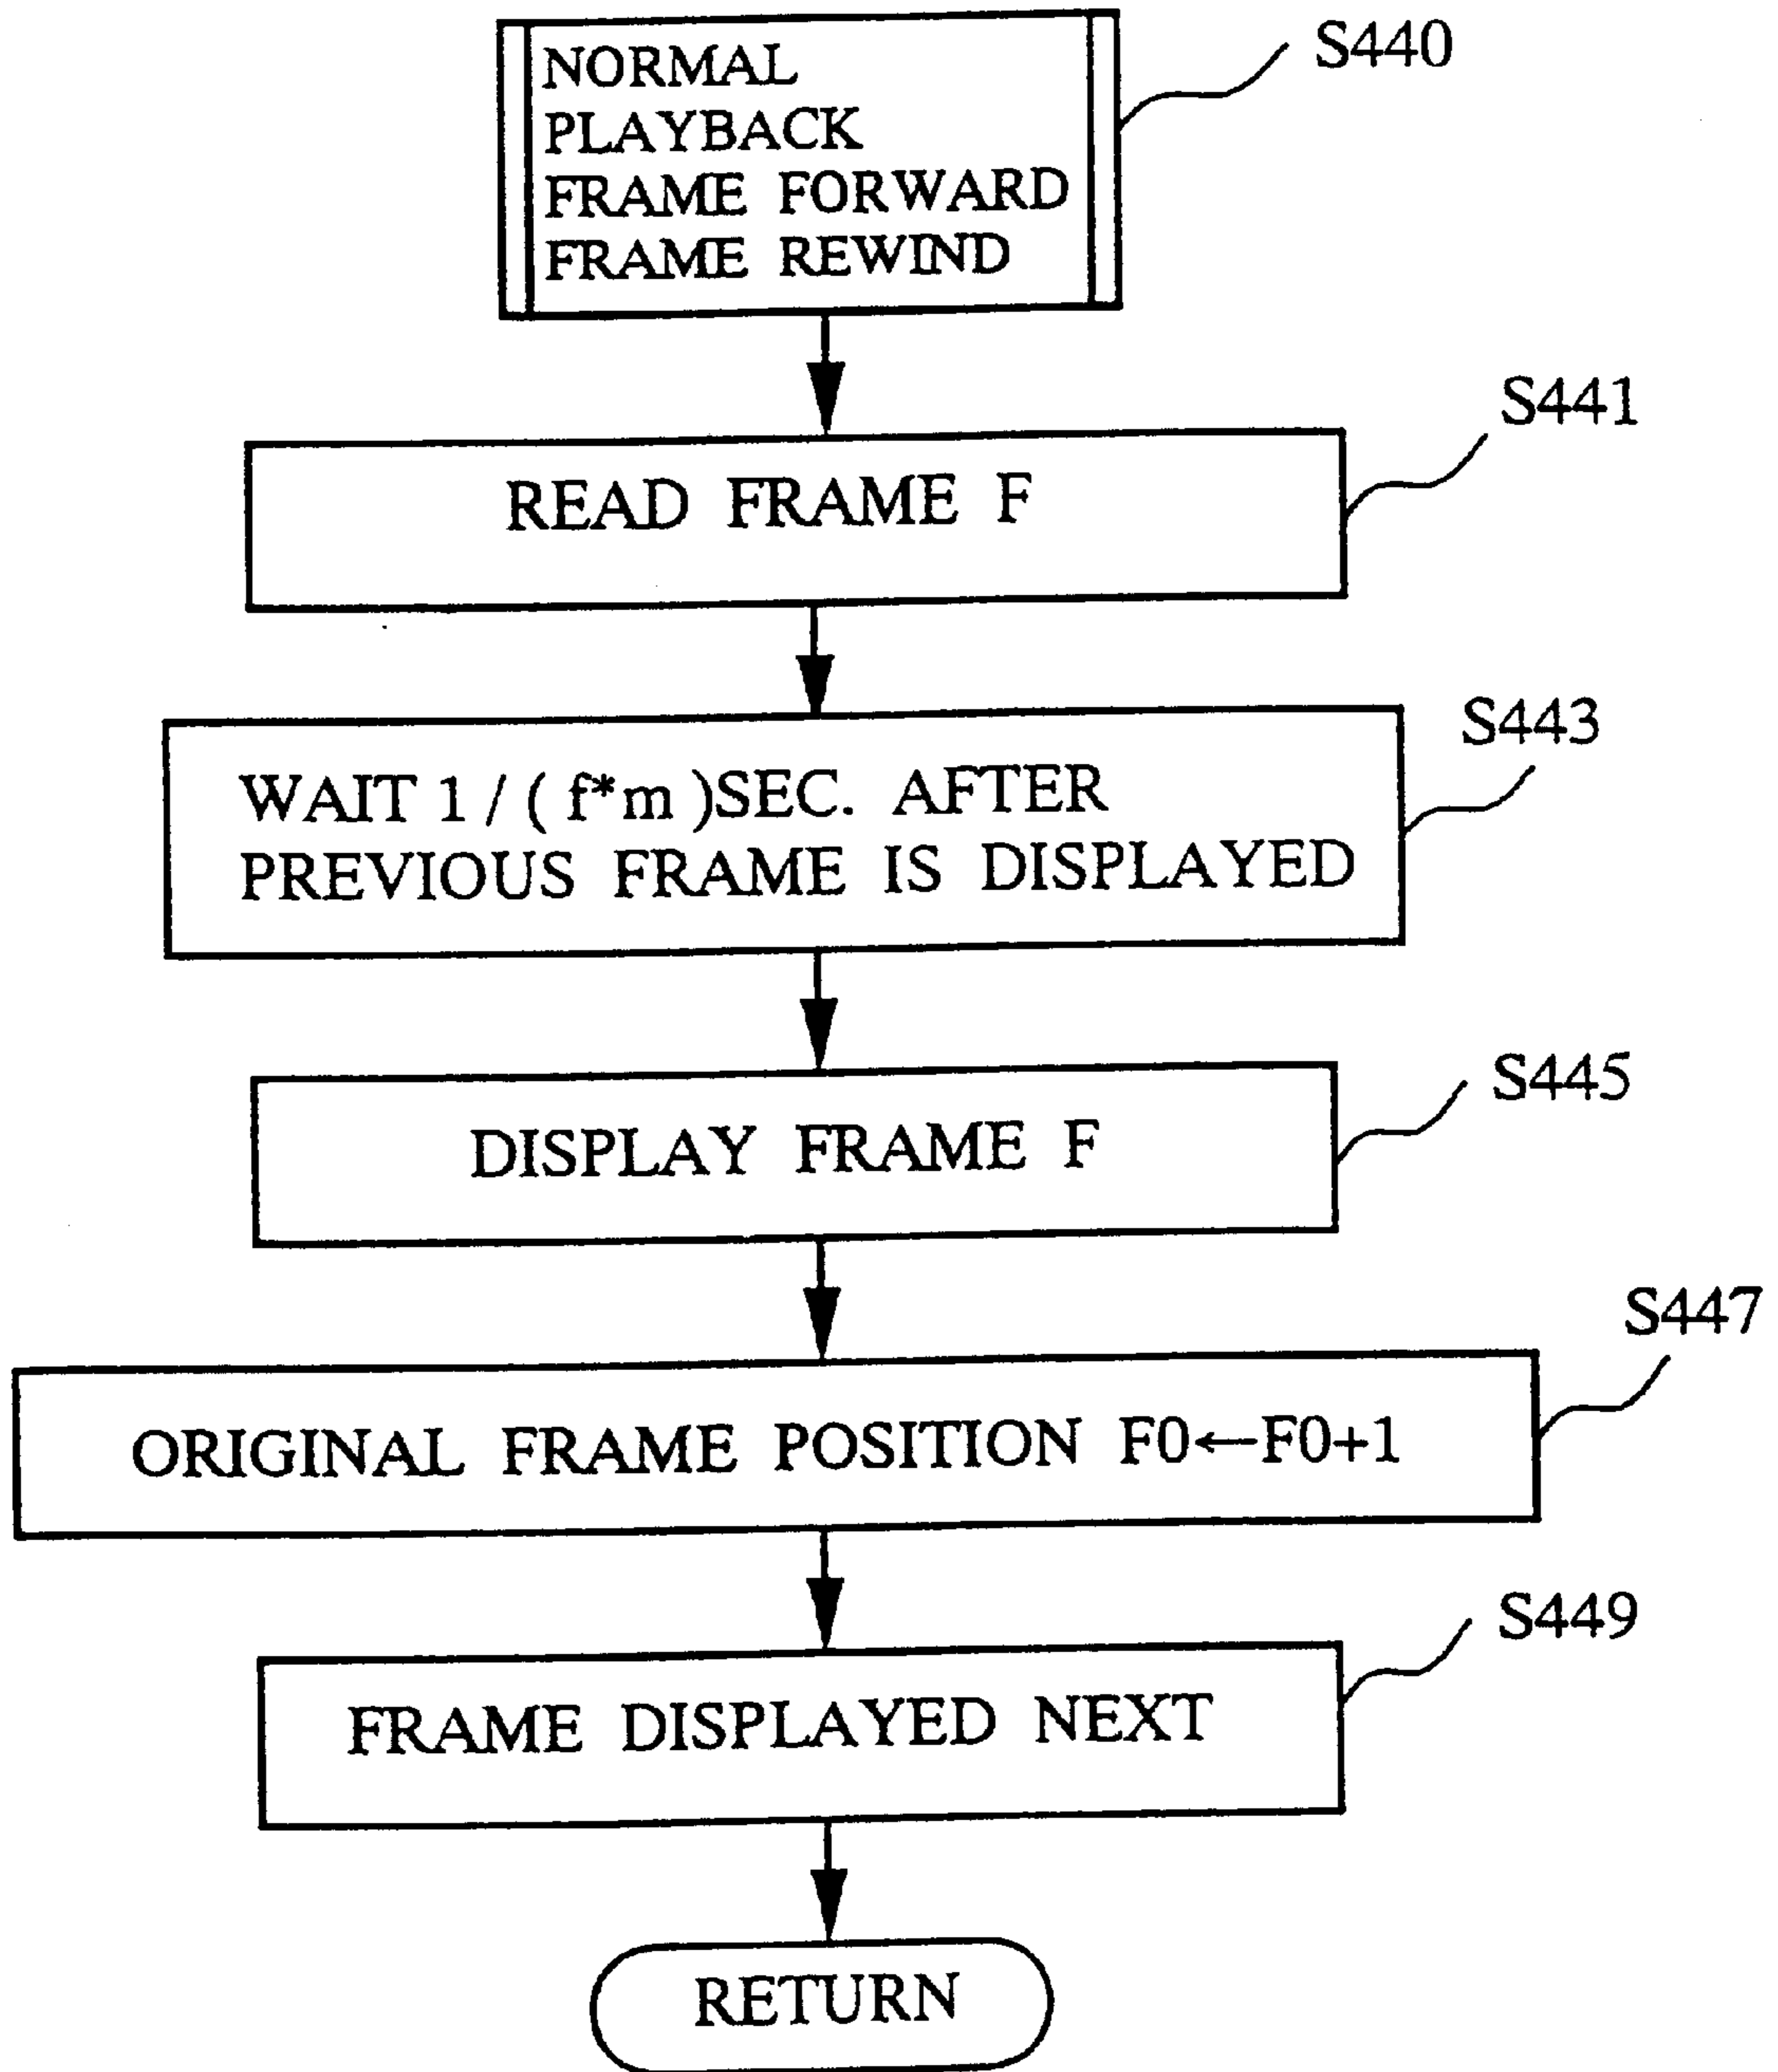 NORMAL
PLAYBACK
FRAME FORWARD
FRAME REWIND
S440
S441
READ FRAME F
S443
WAIT 1 / ( f*m )SEC. AFTER
PREVIOUS FRAME IS DISPLAYED
S445
DISPLAY FRAME F
S447
ORIGINAL FRAME POSITION F0←F0+1
S449
FRAME DISPLAYED NEXT
RETURN